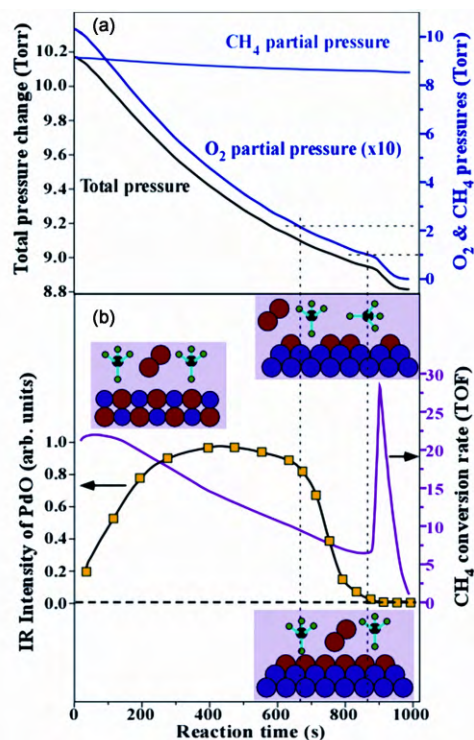 (a)
CH4 partial pressure
O2 partial pressure (x10)
Total pressure
Total pressure change (Torr)
10.2
10.0
9.8
9.6
9.4
9.2
9.0
8.8
O2 & CH4 pressures (Torr)
10
8
6
4
2
0
(b)
IR Intensity of PdO (arb. units)
1.0
0.8
0.6
0.4
0.2
0.0
CH4 conversion rate (TOF)
30
25
20
15
10
5
0
0 200 400 600 800 1000
Reaction time (s)